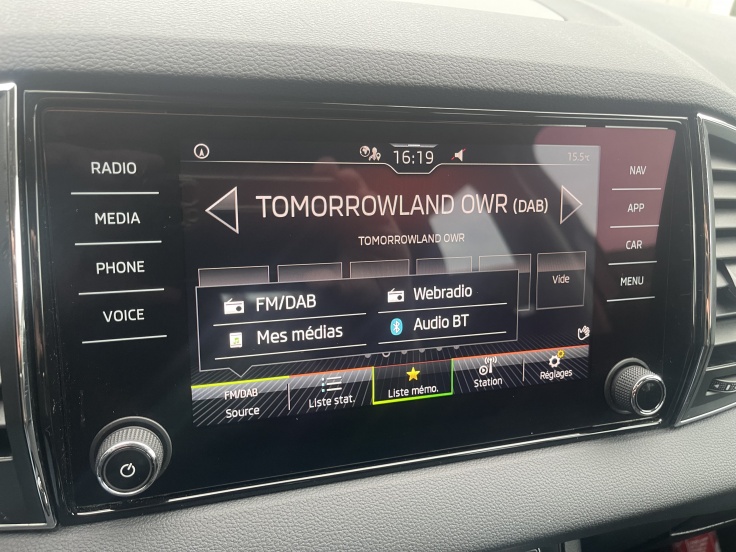 RADIO
MEDIA
PHONE
VOICE
16:19
15.5°C
TOMORROWLAND OWR (DAB)
TOMORROWLAND OWR
Vide
FM/DAB
Webradio
Mes médias
Audio BT
FM/DAB
Source
Liste stat.
Liste mémo.
Station
Réglages
NAV
APP
CAR
MENU